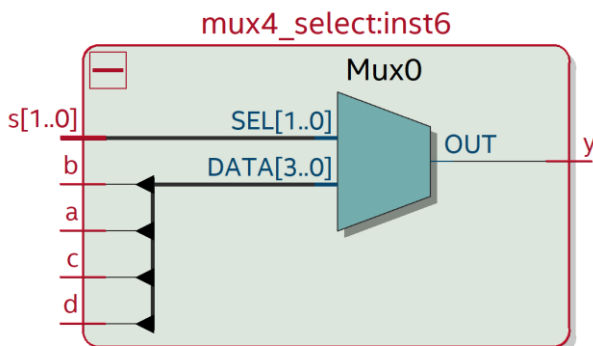 mux4_select:inst6
Mux0
s[1..0]
SEL[1..0]
b
DATA[3..0]
OUT
y
a
c
d